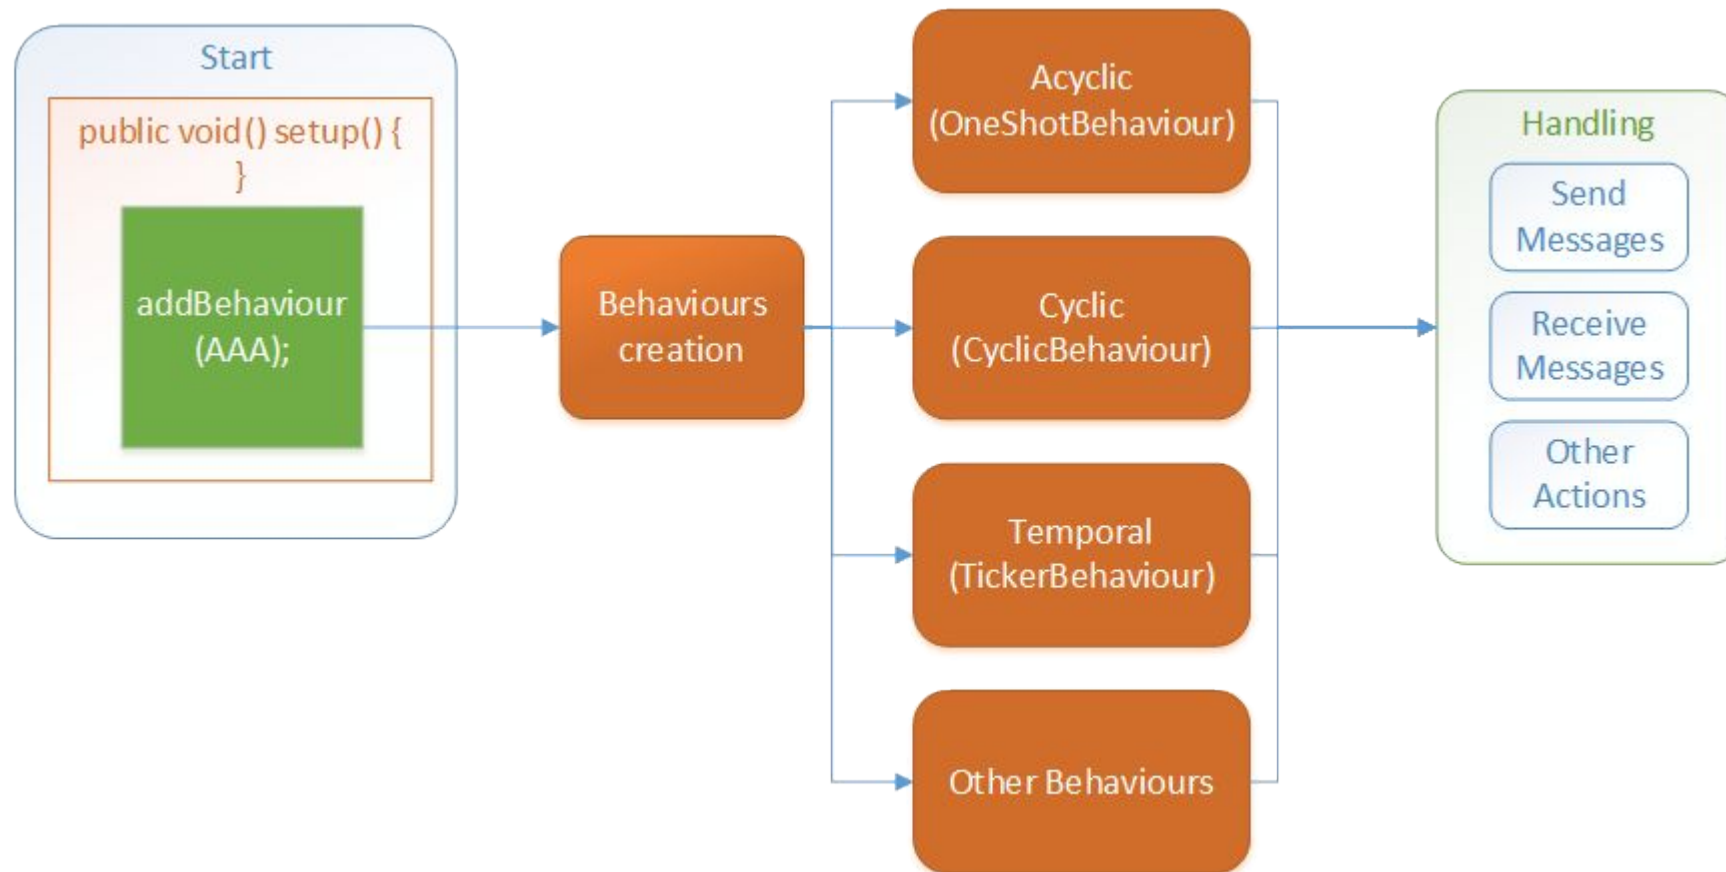 Start
public void() setup() {
}
addBehaviour
(AAA);
Behaviours
creation
Acyclic
(OneShotBehaviour)
Cyclic
(CyclicBehaviour)
Temporal
(TickerBehaviour)
Other Behaviours
Handling
Send
Messages
Receive
Messages
Other
Actions